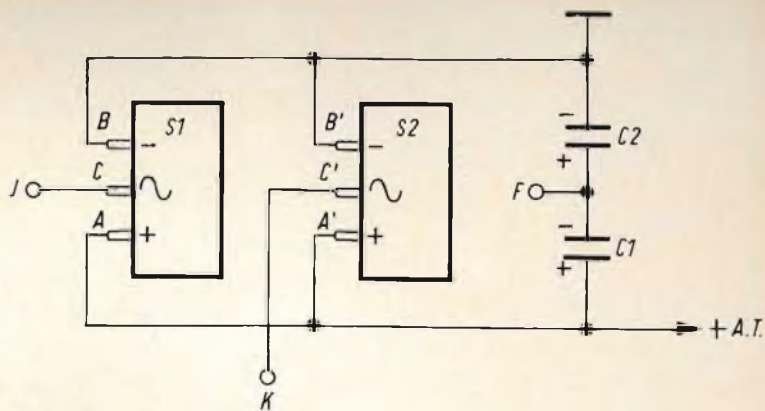 B
S1
−
C
J
A
+
B'
S2
−
C'
A'
+
K
−
C2
+
F
−
C1
+
+ A.T.